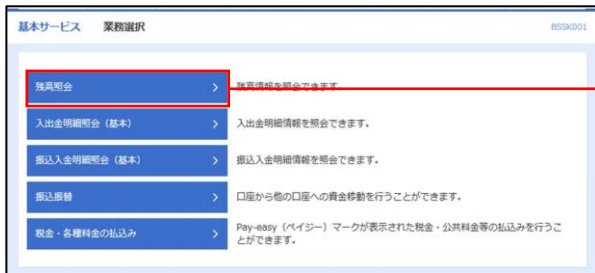 基本サービス 業務選択 BSSK001
残高照会 残高情報を照会できます。
入出金明細照会（基本） 入出金明細情報を照会できます。
振込入金明細照会（基本） 振込入金明細情報を照会できます。
振込振替 口座から他の口座への資金移動を行うことができます。
税金・各種料金の払込み Pay-easy（ペイジー）マークが表示された税金・公共料金等の払込みを行うこ
とができます。